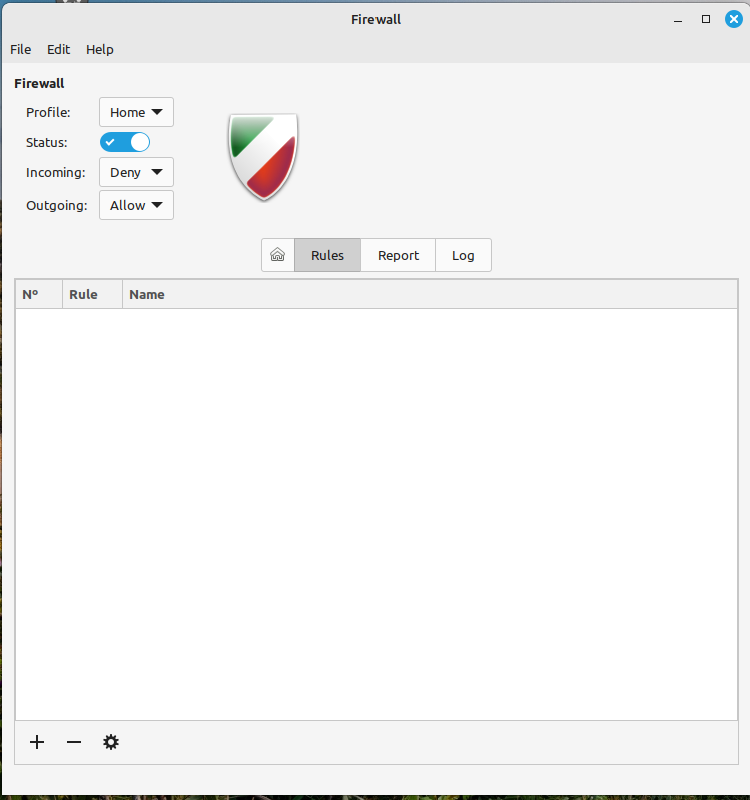 Firewall
File Edit Help
Firewall
Profile: Home
Status:
Incoming: Deny
Outgoing: Allow
Rules Report Log
Nº Rule Name